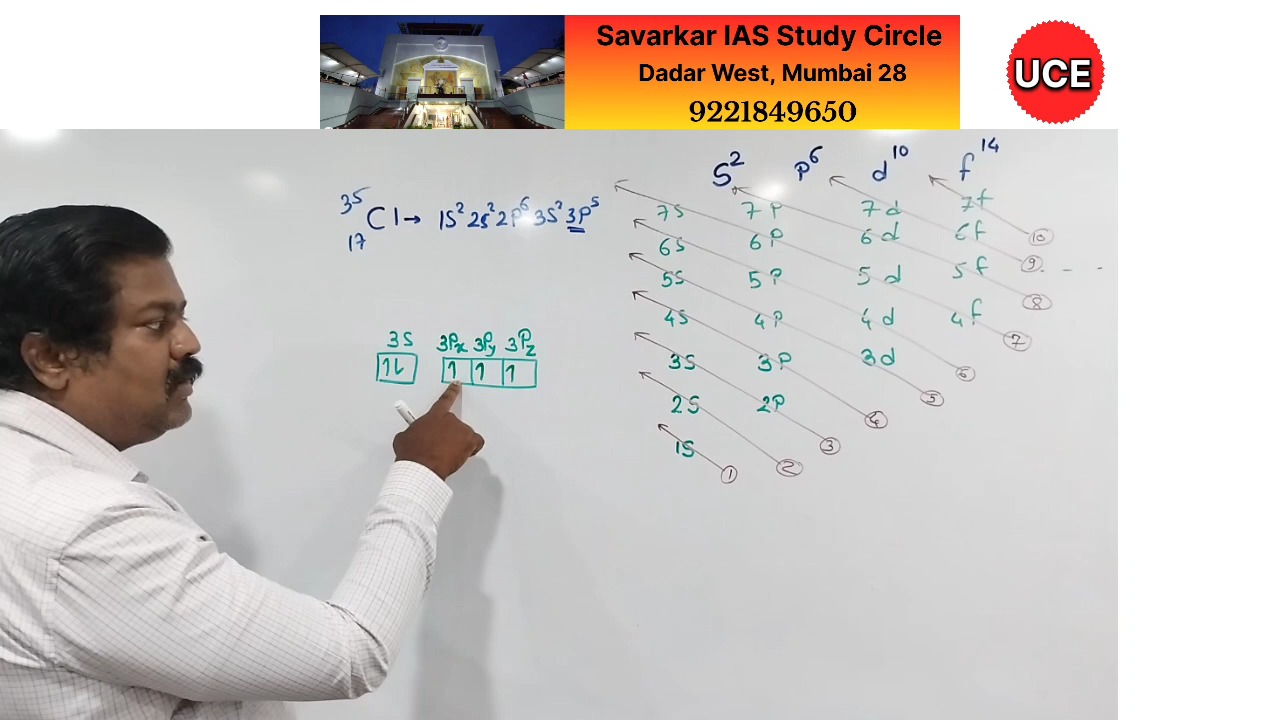 Savarkar IAS Study Circle
Dadar West, Mumbai 28
9221849650
UCE
S² P⁶ d¹⁰ f¹⁴
³⁵₁₇Cl → 1S² 2S² 2P⁶ 3S² 3P⁵
3S 3Px 3Py 3Pz
1L 1 1 1
7S 7P 7d 7f
6S 6P 6d 6f
5S 5P 5d 5f
4S 4P 4d 4f
3S 3P 3d
2S 2P
1S
1 2 3 4 5 6 7 8 9 10